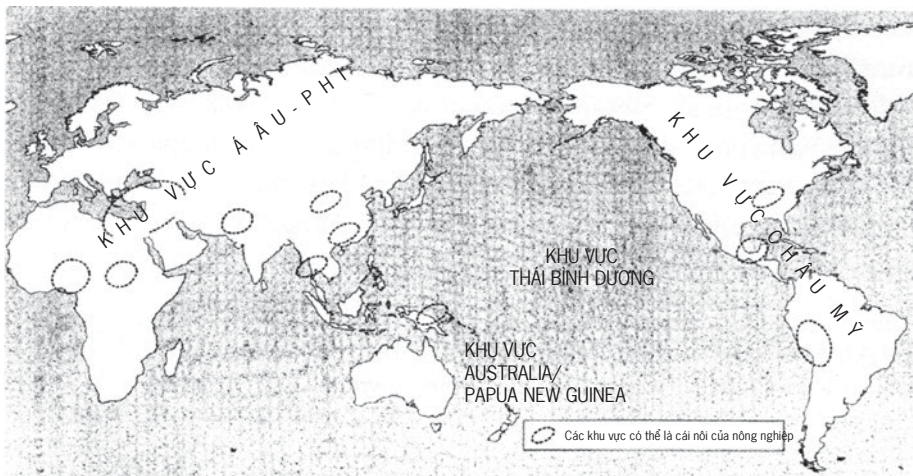 KHU VỰC Á ÂU-PHI
KHU VỰC CHÂU MỸ
KHU VỰC
THÁI BÌNH DƯƠNG
KHU VỰC
AUSTRALIA/
PAPUA NEW GUINEA
Các khu vực có thể là cái nôi của nông nghiệp